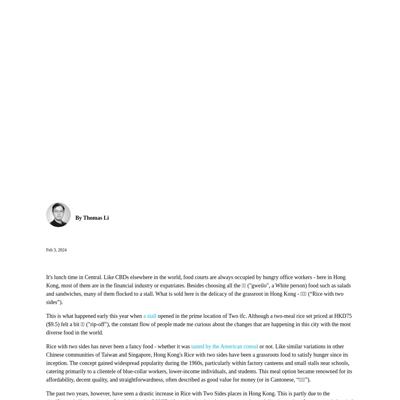 By Thomas Li
Feb 3, 2024
It's lunch time in Central. Like CBDs elsewhere in the world, food courts are always occupied by hungry office workers - here in Hong
Kong, most of them are in the financial industry or expatriates. Besides choosing all the □ ("gweilo", a White person) food such as salads
and sandwiches, many of them flocked to a stall. What is sold here is the delicacy of the grassroot in Hong Kong - □□ ("Rice with two
sides").
This is what happened early this year when a stall opened in the prime location of Two ifc. Although a two-meal rice set priced at HKD75
($9.5) felt a bit □ ("rip-off"), the constant flow of people made me curious about the changes that are happening in this city with the most
diverse food in the world.
Rice with two sides has never been a fancy food - whether it was tasted by the American consul or not. Like similar variations in other
Chinese communities of Taiwan and Singapore, Hong Kong's Rice with two sides have been a grassroot food to satisfy hunger since its
inception. The concept gained widespread popularity during the 1960s, particularly within factory canteens and small stalls near schools,
catering primarily to a clientele of blue-collar workers, lower-income individuals, and students. This meal option became renowned for its
affordability, decent quality, and straightforwardness, often described as good value for money (or in Cantonese, "□□").
The past two years, however, have seen a drastic increase in Rice with Two Sides places in Hong Kong. This is partly due to the